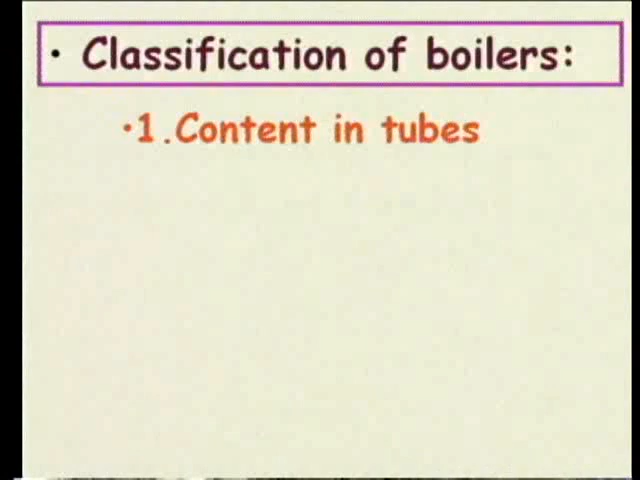 • Classification of boilers:
•1.Content in tubes